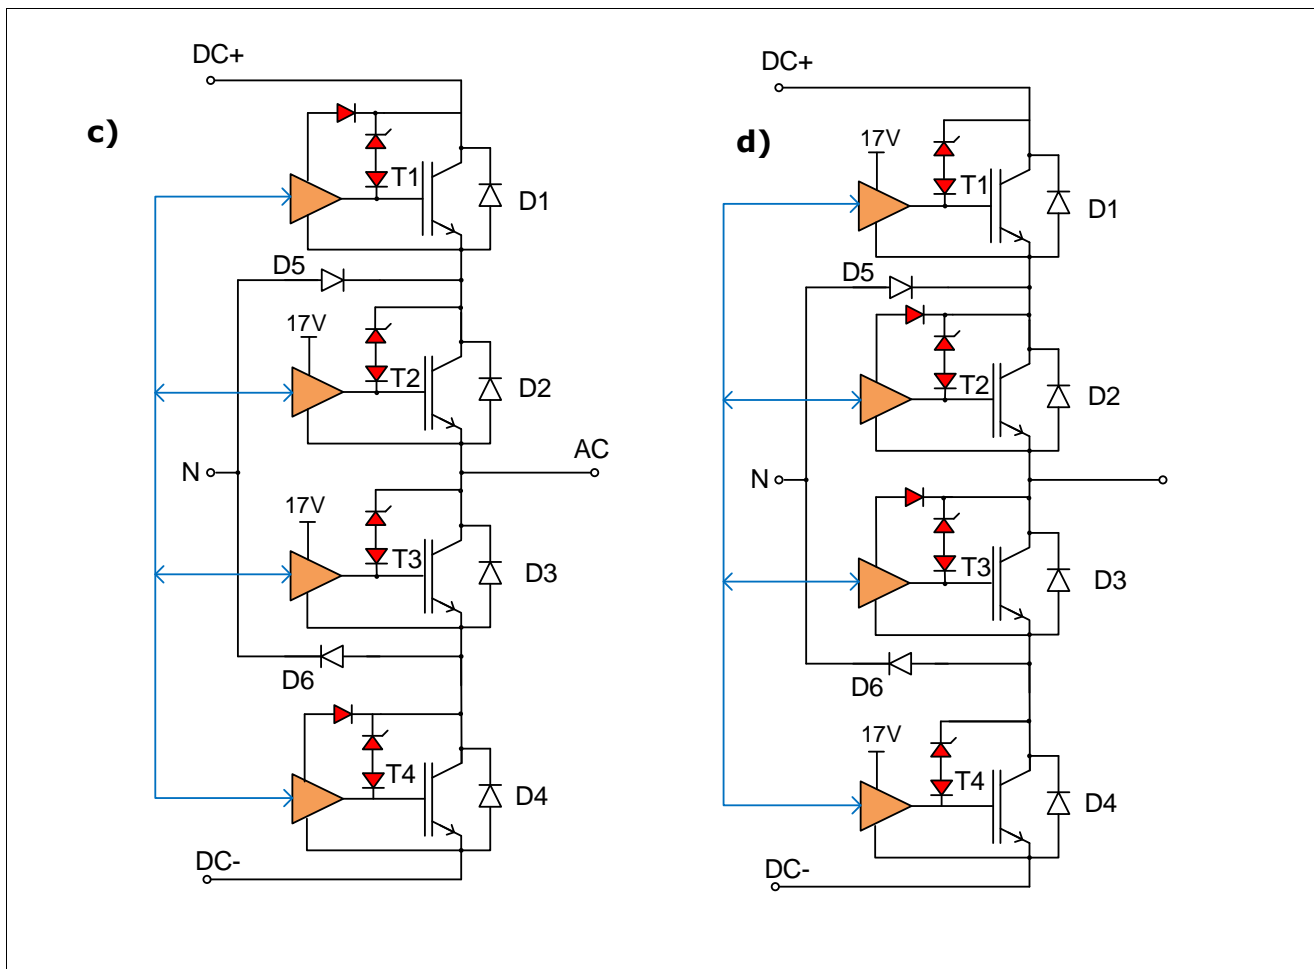 c)
DC+
T1
D1
D5
17V
T2
D2
N
AC
17V
T3
D3
D6
T4
D4
DC-
d)
DC+
17V
T1
D1
D5
T2
D2
N
T3
D3
D6
17V
T4
D4
DC-